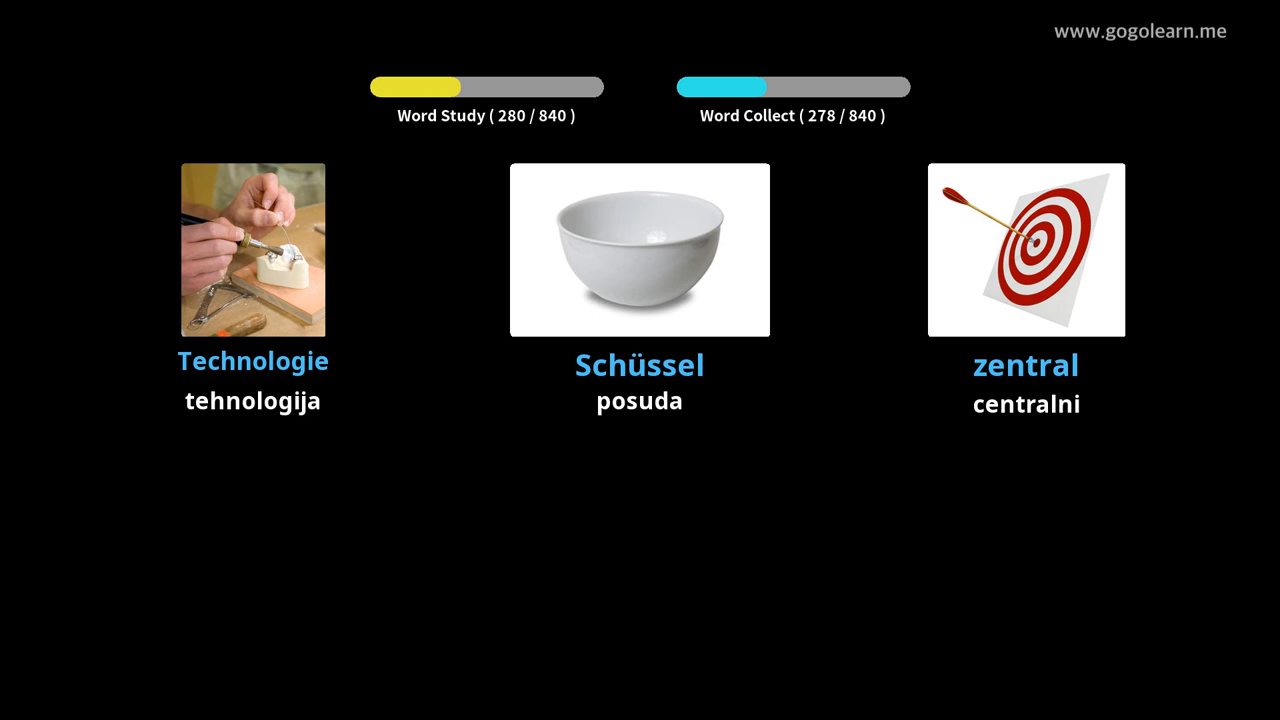 www.gogolearn.me
Word Study ( 280 / 840 )
Word Collect ( 278 / 840 )
Technologie
tehnologija
Schüssel
posuda
zentral
centralni